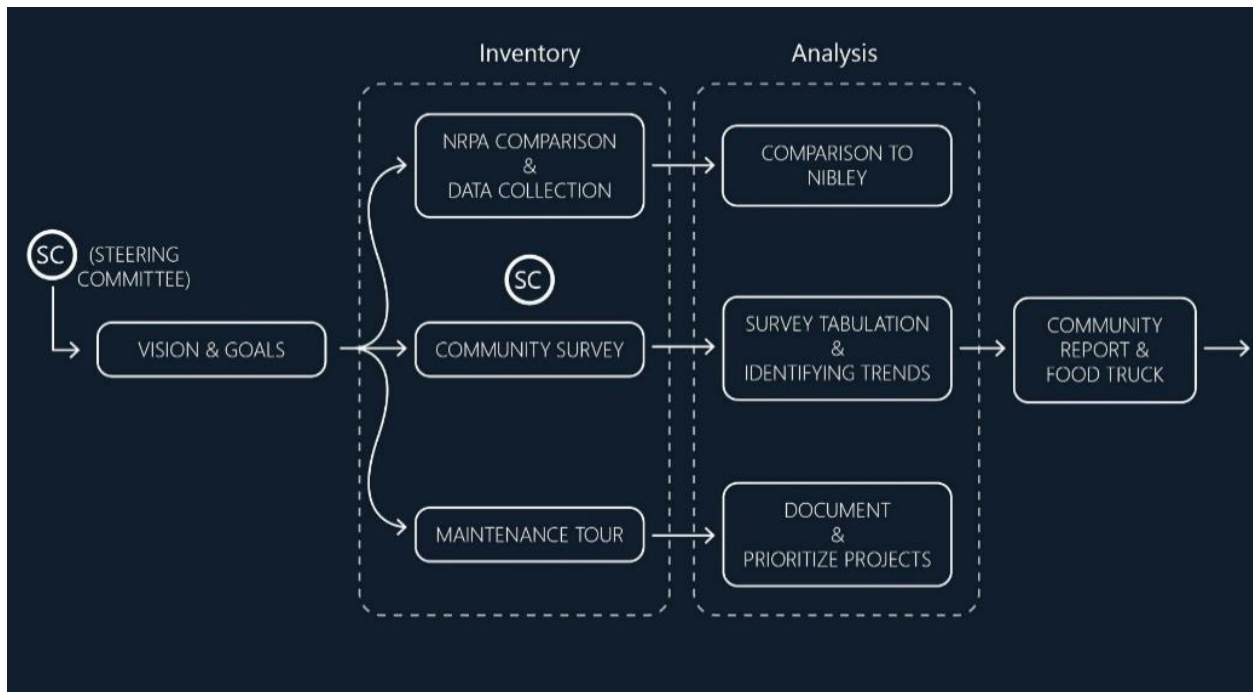 Inventory
Analysis
NRPA COMPARISON
&
DATA COLLECTION
COMPARISON TO
NIBLEY
SC
(STEERING
COMMITTEE)
SC
VISION & GOALS
COMMUNITY SURVEY
SURVEY TABULATION
&
IDENTIFYING TRENDS
COMMUNITY
REPORT &
FOOD TRUCK
MAINTENANCE TOUR
DOCUMENT
&
PRIORITIZE PROJECTS